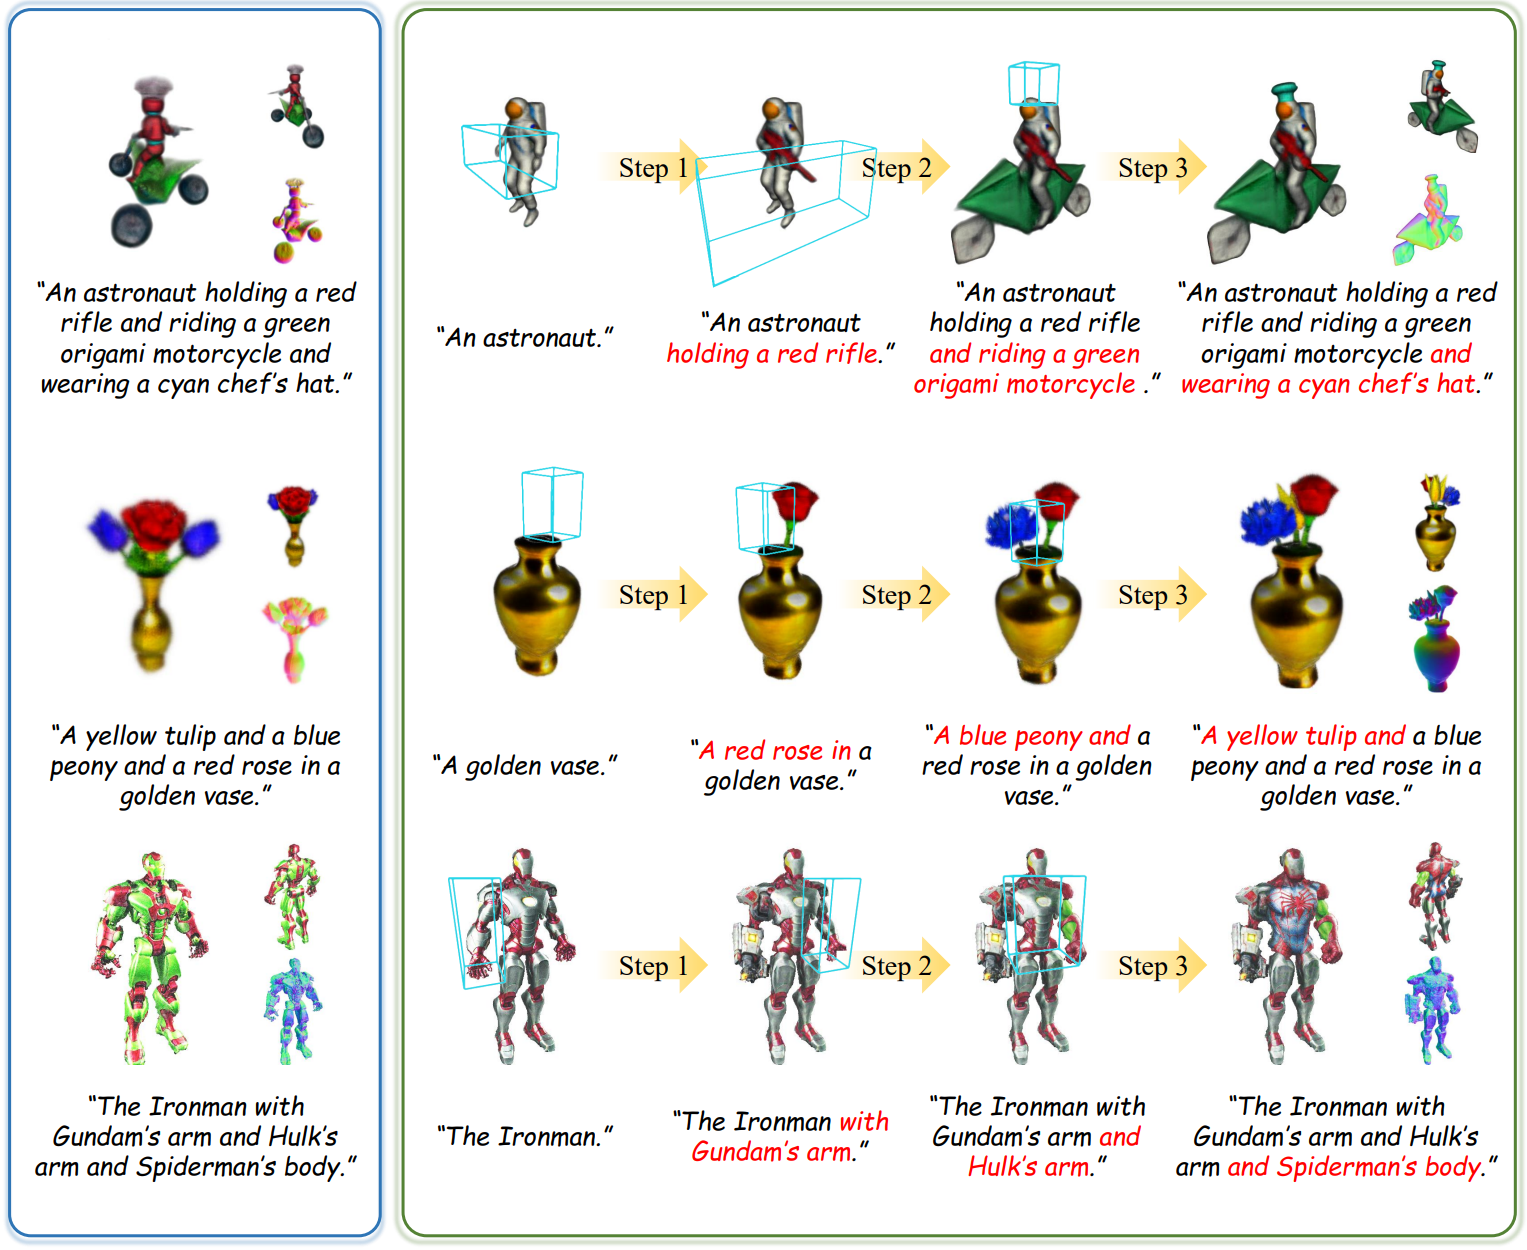 “An astronaut holding a red
rifle and riding a green
origami motorcycle and
wearing a cyan chef’s hat.”
“A yellow tulip and a blue
peony and a red rose in a
golden vase.”
“The Ironman with
Gundam’s arm and Hulk’s
arm and Spiderman’s body.”
Step 1
Step 2
Step 3
“An astronaut.”
“An astronaut
holding a red rifle.”
“An astronaut
holding a red rifle
and riding a green
origami motorcycle .”
“An astronaut holding a red
rifle and riding a green
origami motorcycle and
wearing a cyan chef’s hat.”
Step 1
Step 2
Step 3
“A golden vase.”
“A red rose in a
golden vase.”
“A blue peony and a
red rose in a golden
vase.”
“A yellow tulip and a blue
peony and a red rose in a
golden vase.”
Step 1
Step 2
Step 3
“The Ironman.”
“The Ironman with
Gundam’s arm.”
“The Ironman with
Gundam’s arm and
Hulk’s arm.”
“The Ironman with
Gundam’s arm and Hulk’s
arm and Spiderman’s body.”